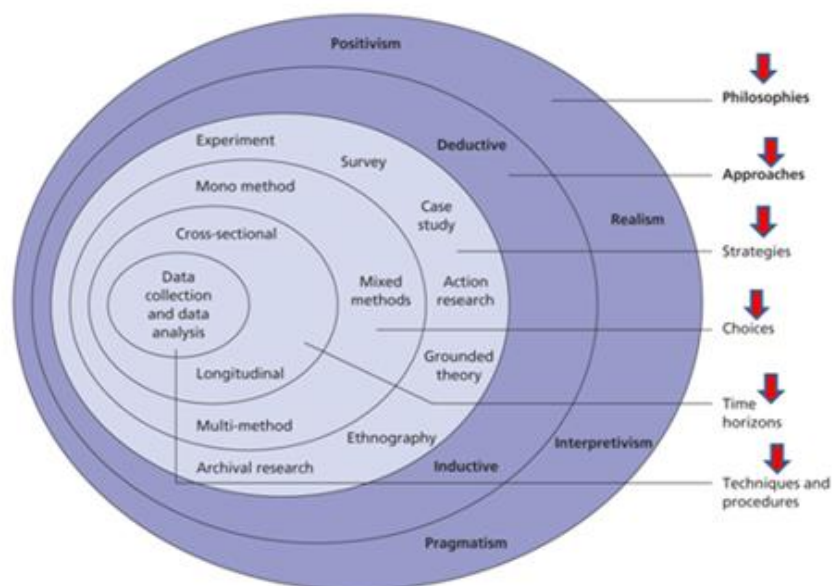 Positivism
Philosophies
Experiment
Deductive
Survey
Approaches
Mono method
Case
study
Realism
Cross-sectional
Strategies
Data
collection
and data
analysis
Mixed
methods
Action
research
Choices
Grounded
theory
Longitudinal
Time
horizons
Multi-method
Ethnography
Interpretivism
Archival research
Inductive
Techniques and
procedures
Pragmatism